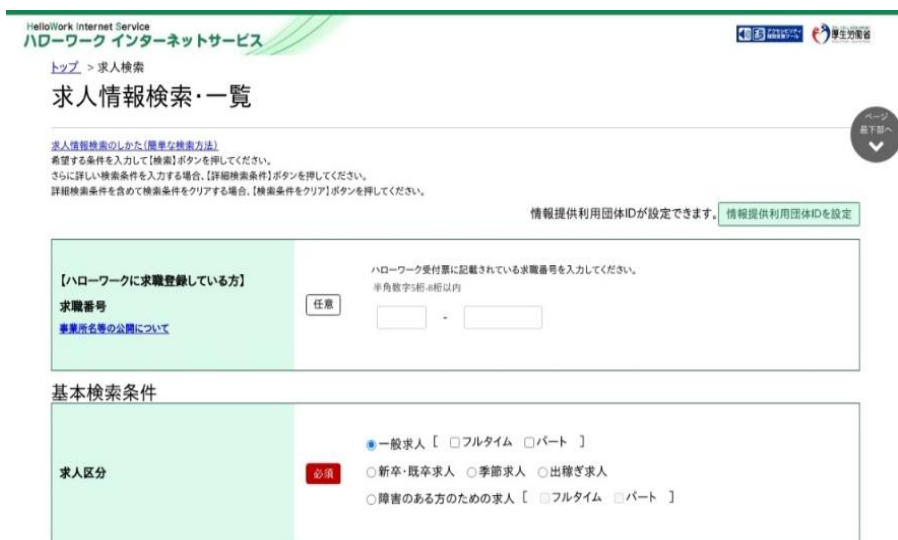 HelloWork Internet Service
ハローワーク インターネットサービス
厚生労働省
トップ > 求人検索
求人情報検索・一覧
ページ
最下部へ
求人情報検索のしかた(簡単な検索方法)
希望する条件を入力して【検索】ボタンを押してください。
さらに詳しい検索条件を入力する場合、【詳細検索条件】ボタンを押してください。
詳細検索条件を含めて検索条件をクリアする場合、【検索条件をクリア】ボタンを押してください。
情報提供利用団体IDが設定できます。 情報提供利用団体IDを設定
【ハローワークに求職登録している方】
求職番号
事業所名等の公開について
任意
ハローワーク受付票に記載されている求職番号を入力してください。
半角数字5桁-8桁以内
-
基本検索条件
求人区分
必須
一般求人 [ フルタイム パート ]
新卒・既卒求人 季節求人 出稼ぎ求人
障害のある方のための求人 [ フルタイム パート ]